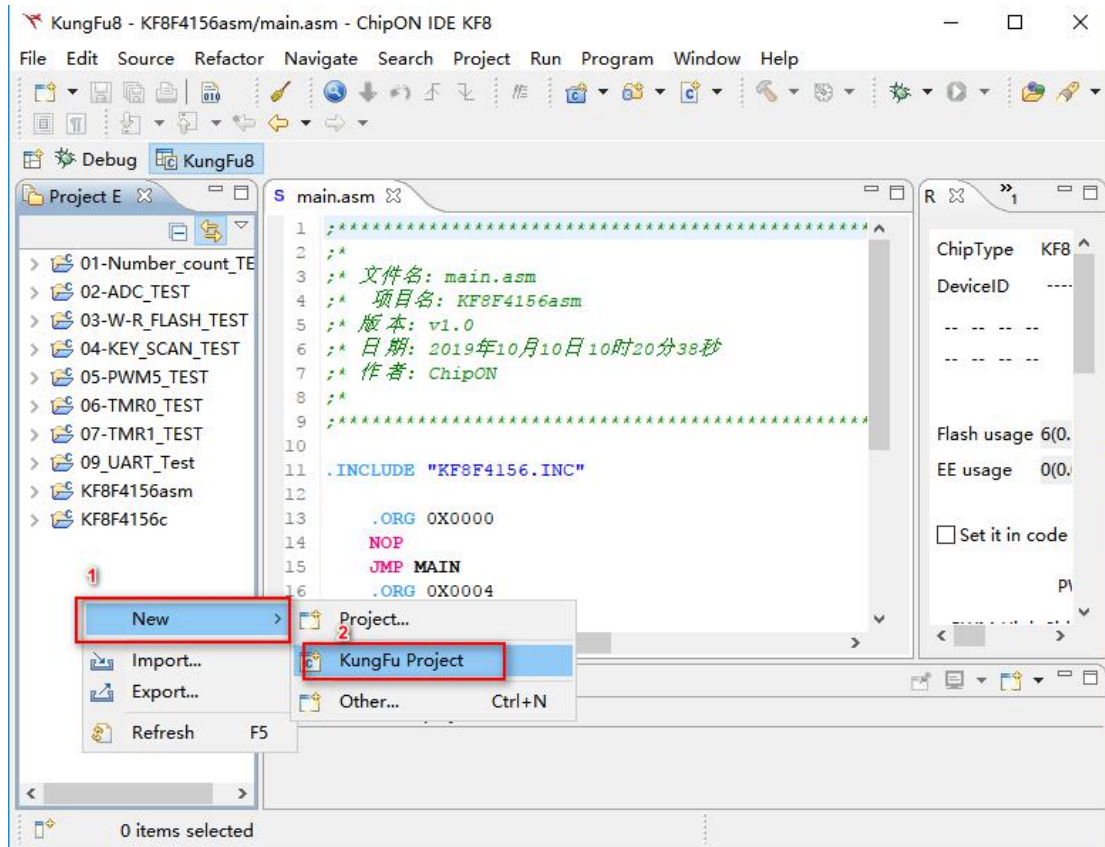 KungFu8 - KF8F4156asm/main.asm - ChipON IDE KF8
File Edit Source Refactor Navigate Search Project Run Program Window Help
Debug KungFu8
Project E
01-Number_count_TE
02-ADC_TEST
03-W-R_FLASH_TEST
04-KEY_SCAN_TEST
05-PWM5_TEST
06-TMR0_TEST
07-TMR1_TEST
09_UART_Test
KF8F4156asm
KF8F4156c
S main.asm
1 ;************************************************
2 ;*
3 ;* 文件名: main.asm
4 ;* 项目名: KF8F4156asm
5 ;* 版本: v1.0
6 ;* 日期: 2019年10月10日10时20分38秒
7 ;* 作者: ChipON
8 ;*
9 ;************************************************
10
11 .INCLUDE "KF8F4156.INC"
12
13 .ORG 0X0000
14 NOP
15 JMP MAIN
16 .ORG 0X0004
R
»1
ChipType KF8
DeviceID ----
-- -- -- --
-- -- -- --
Flash usage 6(0.
EE usage 0(0.
Set it in code
1
New
Import...
Export...
Refresh F5
Project...
2
KungFu Project
Other... Ctrl+N
0 items selected